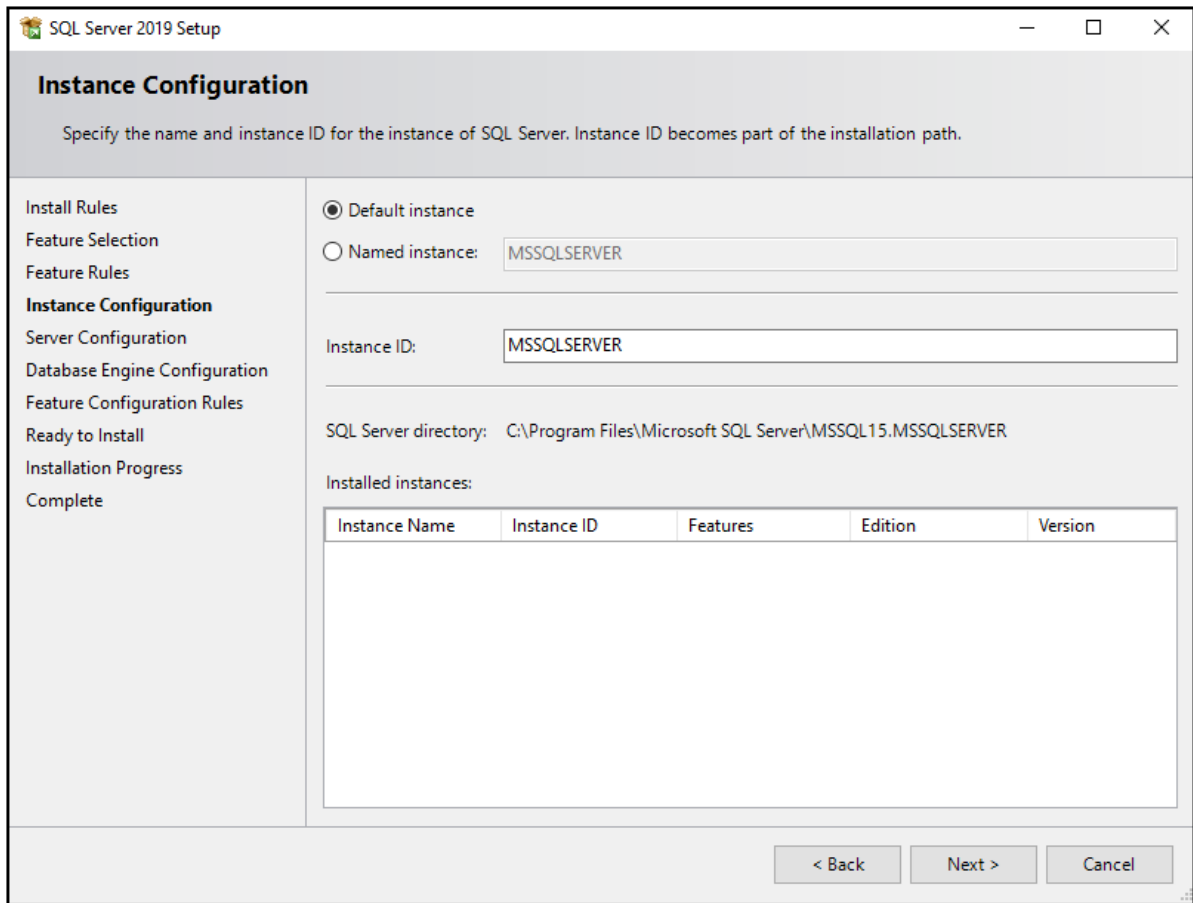 SQL Server 2019 Setup
Instance Configuration
Specify the name and instance ID for the instance of SQL Server. Instance ID becomes part of the installation path.
Install Rules
Feature Selection
Feature Rules
Instance Configuration
Server Configuration
Database Engine Configuration
Feature Configuration Rules
Ready to Install
Installation Progress
Complete
Default instance
Named instance: MSSQLSERVER
Instance ID: MSSQLSERVER
SQL Server directory: C:\Program Files\Microsoft SQL Server\MSSQL15.MSSQLSERVER
Installed instances:
Instance Name Instance ID Features Edition Version
< Back Next > Cancel